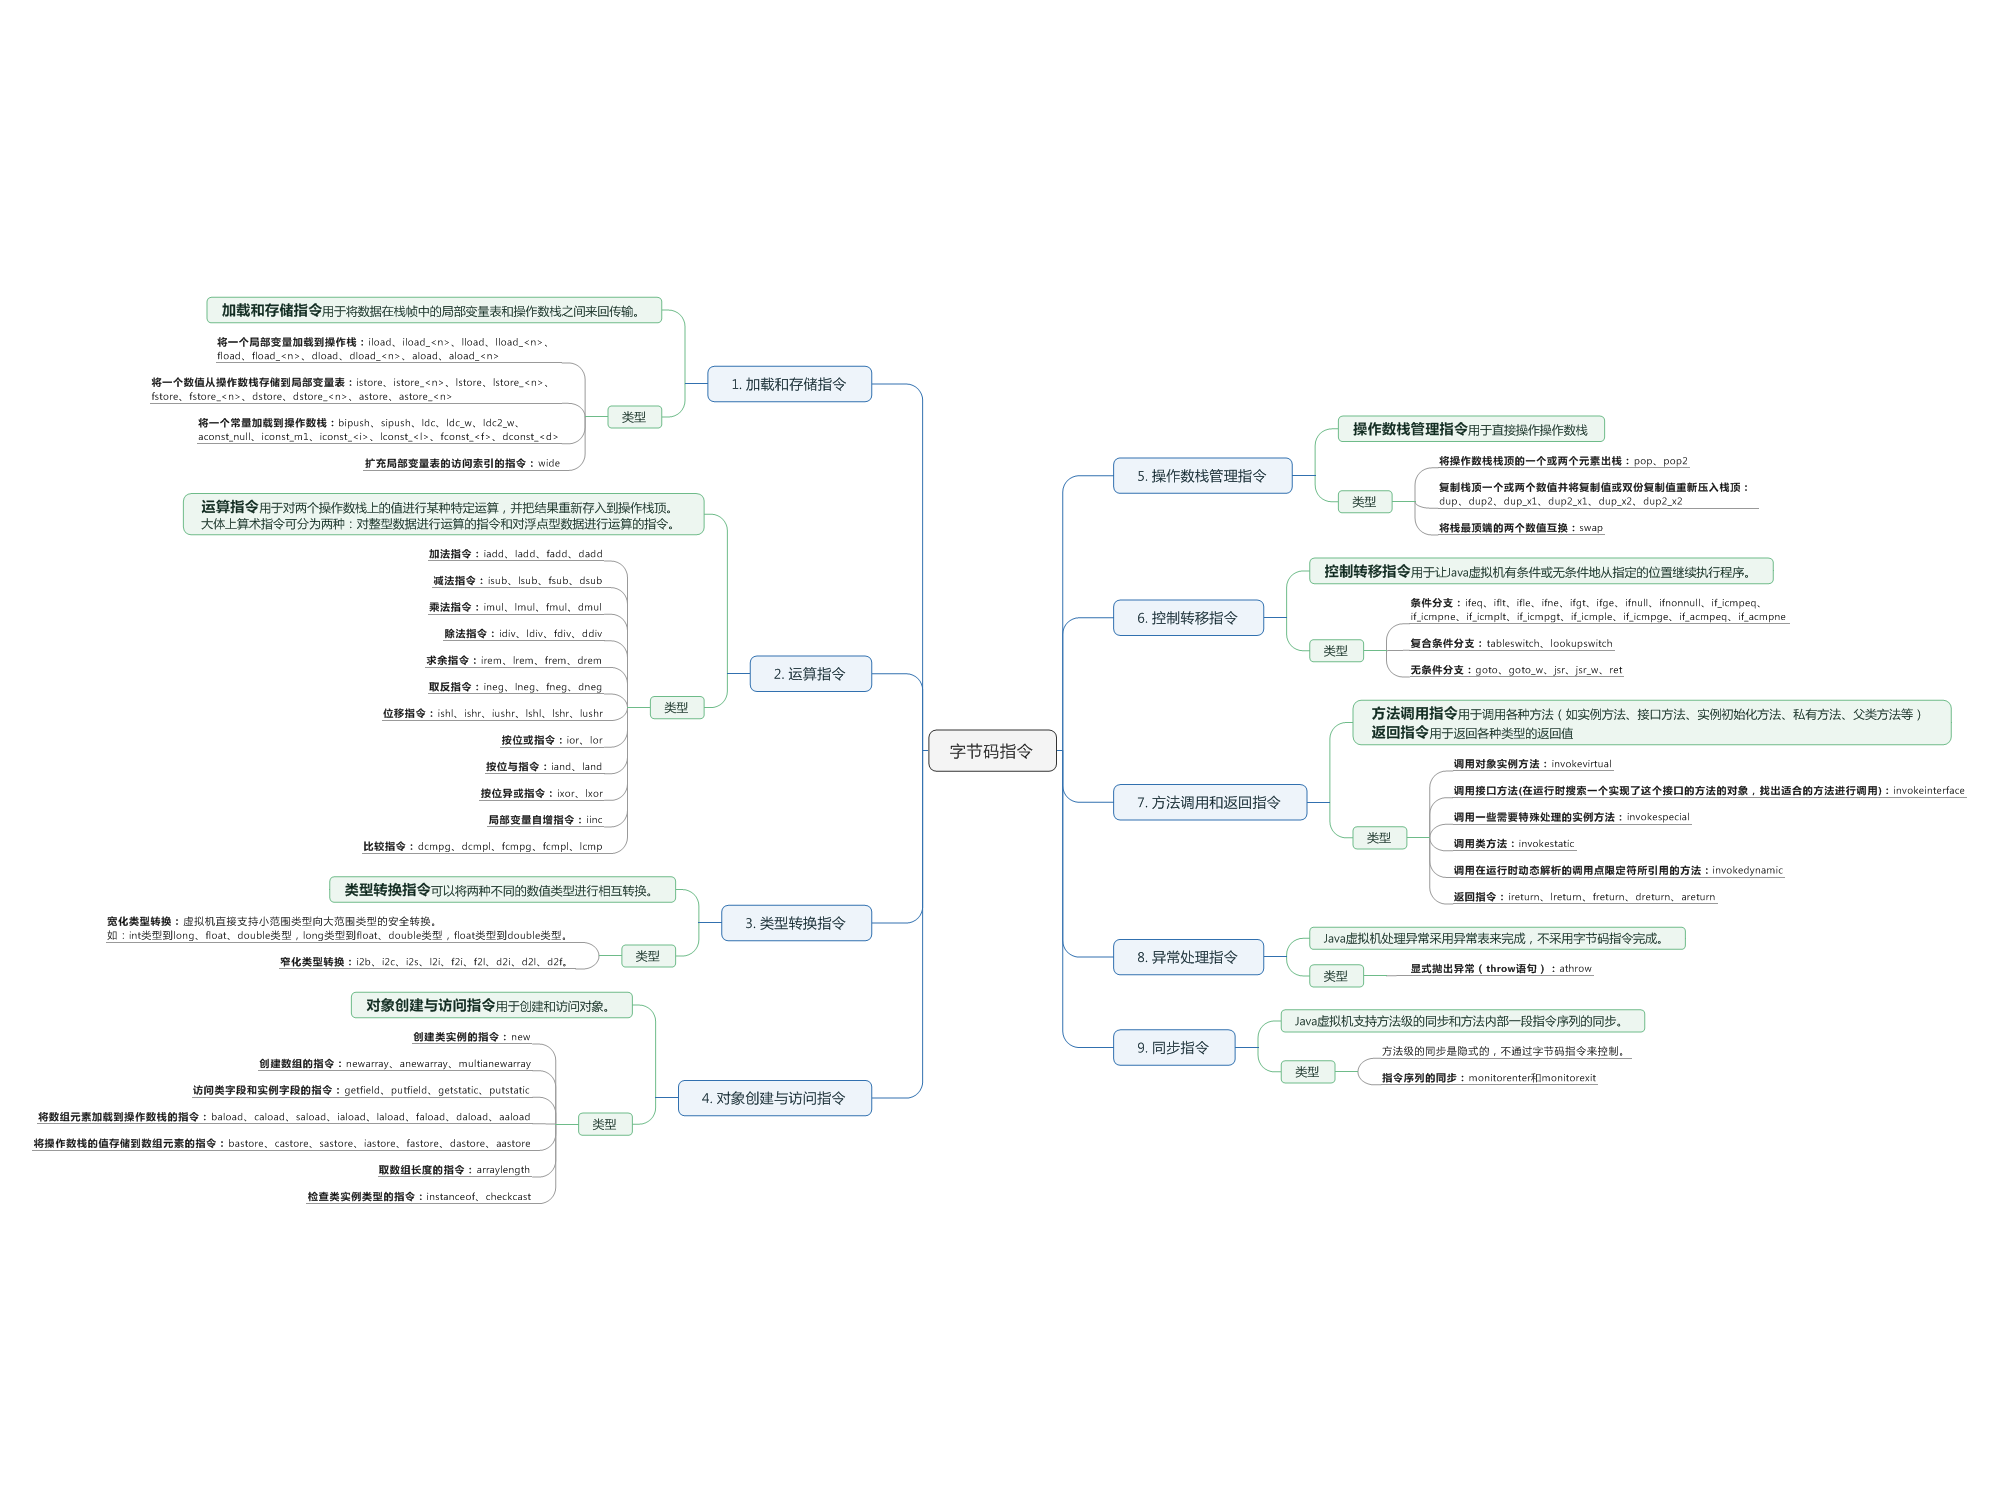 字节码指令
1. 加载和存储指令
加载和存储指令用于将数据在栈帧中的局部变量表和操作数栈之间来回传输。
类型
将一个局部变量加载到操作栈：iload、iload_<n>、lload、lload_<n>、
fload、fload_<n>、dload、dload_<n>、aload、aload_<n>
将一个数值从操作数栈存储到局部变量表：istore、istore_<n>、lstore、lstore_<n>、
fstore、fstore_<n>、dstore、dstore_<n>、astore、astore_<n>
将一个常量加载到操作数栈：bipush、sipush、ldc、ldc_w、ldc2_w、
aconst_null、iconst_m1、iconst_<i>、lconst_<l>、fconst_<f>、dconst_<d>
扩充局部变量表的访问索引的指令：wide
2. 运算指令
运算指令用于对两个操作数栈上的值进行某种特定运算，并把结果重新存入到操作栈顶。
大体上算术指令可分为两种：对整型数据进行运算的指令和对浮点型数据进行运算的指令。
类型
加法指令：iadd、ladd、fadd、dadd
减法指令：isub、lsub、fsub、dsub
乘法指令：imul、lmul、fmul、dmul
除法指令：idiv、ldiv、fdiv、ddiv
求余指令：irem、lrem、frem、drem
取反指令：ineg、lneg、fneg、dneg
位移指令：ishl、ishr、iushr、lshl、lshr、lushr
按位或指令：ior、lor
按位与指令：iand、land
按位异或指令：ixor、lxor
局部变量自增指令：iinc
比较指令：dcmpg、dcmpl、fcmpg、fcmpl、lcmp
3. 类型转换指令
类型转换指令可以将两种不同的数值类型进行相互转换。
类型
宽化类型转换：虚拟机直接支持小范围类型向大范围类型的安全转换。
如：int类型到long、float、double类型，long类型到float、double类型，float类型到double类型。
窄化类型转换：i2b、i2c、i2s、l2i、f2i、f2l、d2i、d2l、d2f。
4. 对象创建与访问指令
对象创建与访问指令用于创建和访问对象。
类型
创建类实例的指令：new
创建数组的指令：newarray、anewarray、multianewarray
访问类字段和实例字段的指令：getfield、putfield、getstatic、putstatic
将数组元素加载到操作数栈的指令：baload、caload、saload、iaload、laload、faload、daload、aaload
将操作数栈的值存储到数组元素的指令：bastore、castore、sastore、iastore、fastore、dastore、aastore
取数组长度的指令：arraylength
检查类实例类型的指令：instanceof、checkcast
5. 操作数栈管理指令
操作数栈管理指令用于直接操作操作数栈
类型
将操作数栈栈顶的一个或两个元素出栈：pop、pop2
复制栈顶一个或两个数值并将复制值或双份复制值重新压入栈顶：
dup、dup2、dup_x1、dup2_x1、dup_x2、dup2_x2
将栈最顶端的两个数值互换：swap
6. 控制转移指令
控制转移指令用于让Java虚拟机有条件或无条件地从指定的位置继续执行程序。
类型
条件分支：ifeq、iflt、ifle、ifne、ifgt、ifge、ifnull、ifnonnull、if_icmpeq、
if_icmpne、if_icmplt、if_icmpgt、if_icmple、if_icmpge、if_acmpeq、if_acmpne
复合条件分支：tableswitch、lookupswitch
无条件分支：goto、goto_w、jsr、jsr_w、ret
7. 方法调用和返回指令
方法调用指令用于调用各种方法（如实例方法、接口方法、实例初始化方法、私有方法、父类方法等）
返回指令用于返回各种类型的返回值
类型
调用对象实例方法：invokevirtual
调用接口方法(在运行时搜索一个实现了这个接口的方法的对象，找出适合的方法进行调用)：invokeinterface
调用一些需要特殊处理的实例方法：invokespecial
调用类方法：invokestatic
调用在运行时动态解析的调用点限定符所引用的方法：invokedynamic
返回指令：ireturn、lreturn、freturn、dreturn、areturn
8. 异常处理指令
Java虚拟机处理异常采用异常表来完成，不采用字节码指令完成。
类型
显式抛出异常（throw语句）：athrow
9. 同步指令
Java虚拟机支持方法级的同步和方法内部一段指令序列的同步。
类型
方法级的同步是隐式的，不通过字节码指令来控制。
指令序列的同步：monitorenter和monitorexit